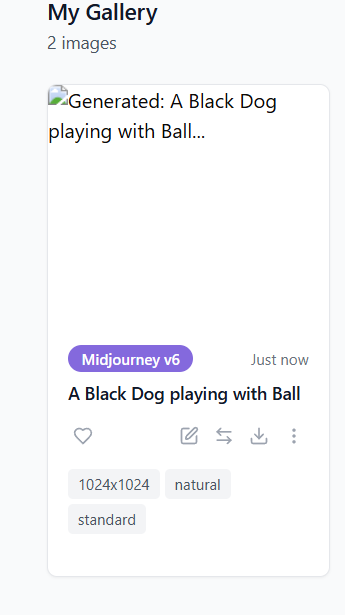 My Gallery
2 images
Generated: A Black Dog
playing with Ball...
Midjourney v6
Just now
A Black Dog playing with Ball
1024x1024
natural
standard